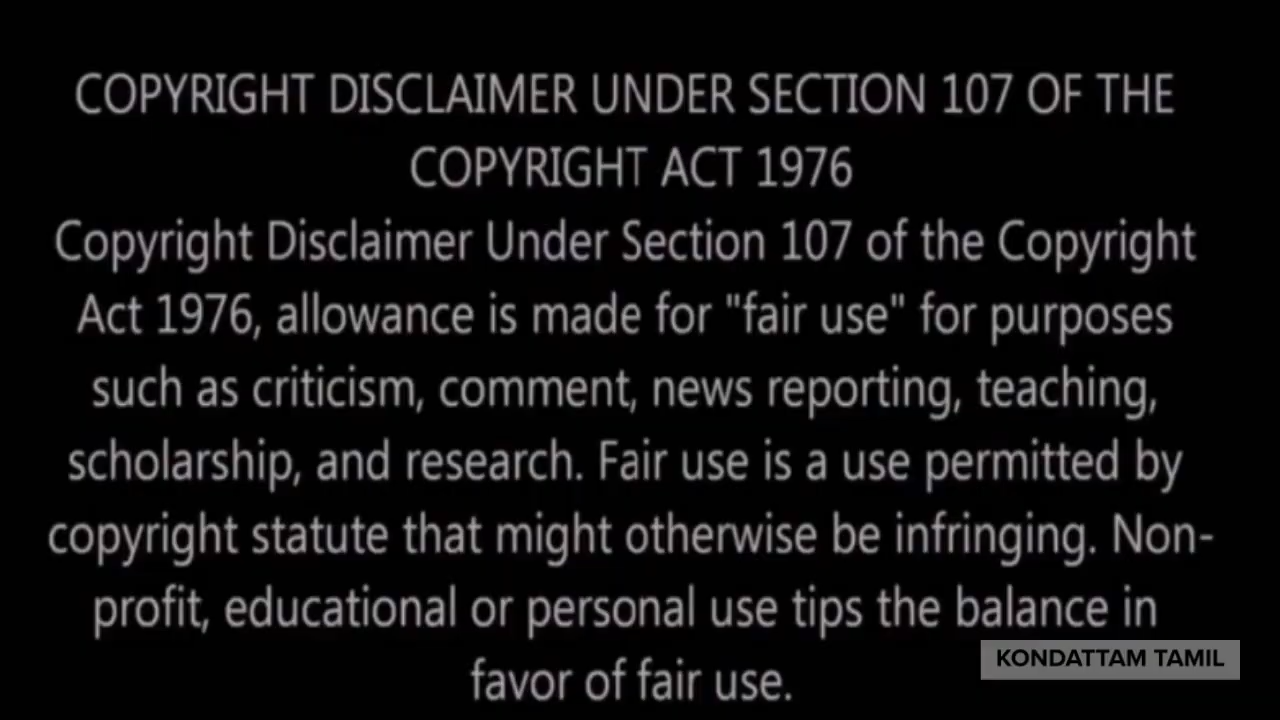 COPYRIGHT DISCLAIMER UNDER SECTION 107 OF THE
COPYRIGHT ACT 1976
Copyright Disclaimer Under Section 107 of the Copyright
Act 1976, allowance is made for "fair use" for purposes
such as criticism, comment, news reporting, teaching,
scholarship, and research. Fair use is a use permitted by
copyright statute that might otherwise be infringing. Non-
profit, educational or personal use tips the balance in
favor of fair use.
KONDATTAM TAMIL